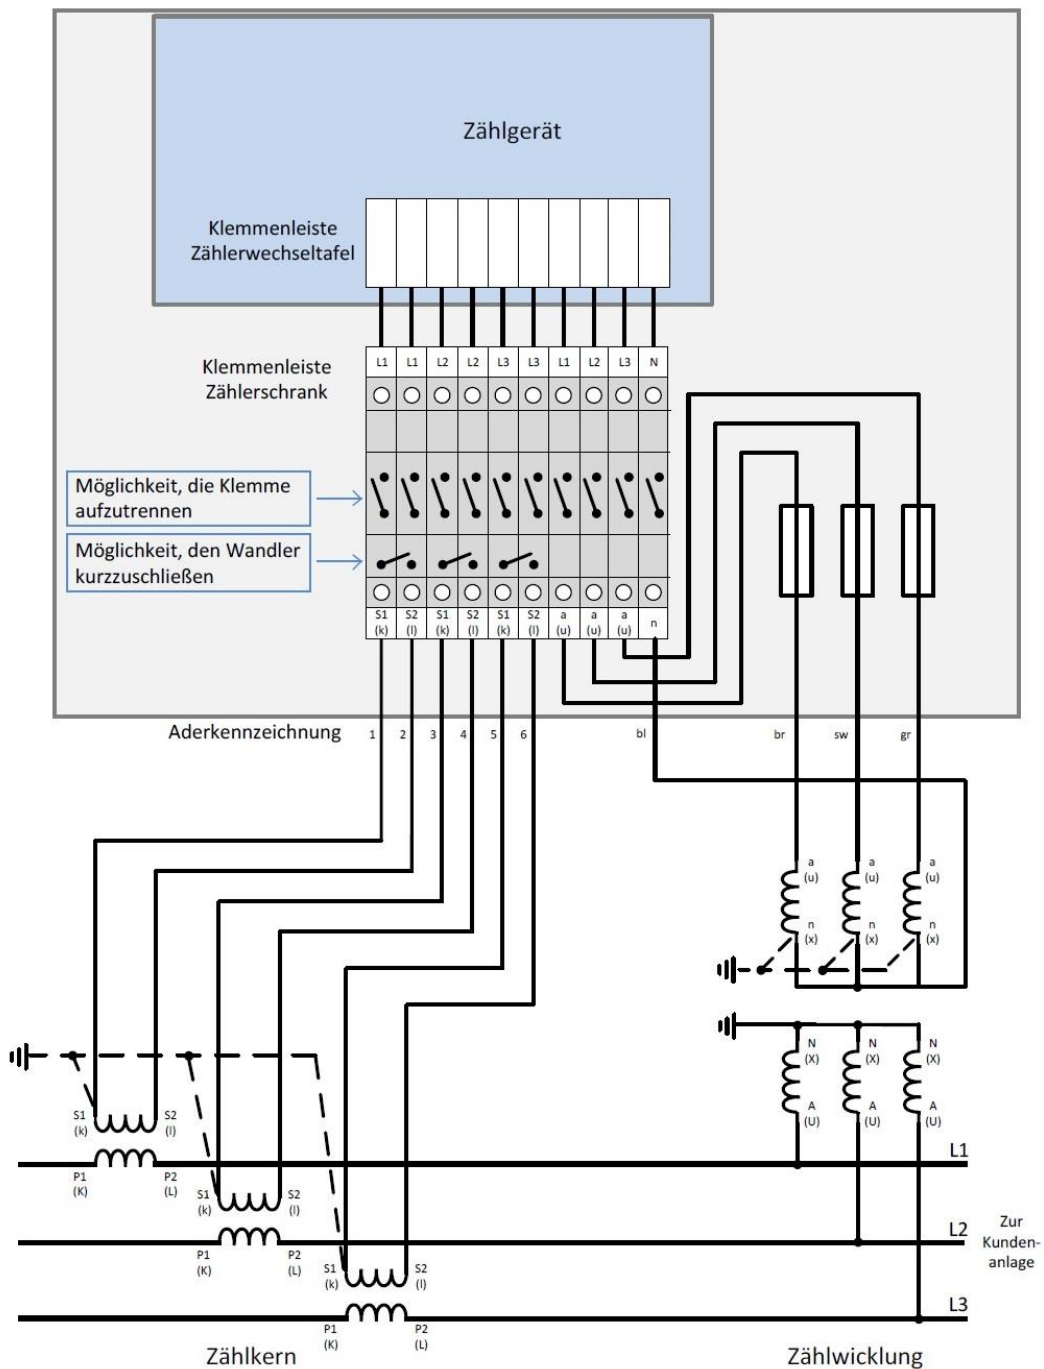 Zählgerät
Klemmenleiste
Zählerwechseltafel
Klemmenleiste
Zählerschrank
L1 L1 L2 L2 L3 L3 L1 L2 L3 N
Möglichkeit, die Klemme
aufzutrennen
Möglichkeit, den Wandler
kurzzuschließen
S1 S2 S1 S2 S1 S2 a a a n
(k) (l) (k) (l) (k) (l) (u) (u) (u)
Aderkennzeichnung 1 2 3 4 5 6 bl br sw gr
a a a
(u) (u) (u)
n n n
(x) (x) (x)
N N N
(X) (X) (X)
A A A
(U) (U) (U)
S1 S2
(k) (l)
L1
P1 P2
(K) (L)
S1 S2
(k) (l)
L2
P1 P2
(K) (L)
Zur
Kunden-
anlage
S1 S2
(k) (l)
L3
P1 P2
(K) (L)
Zählkern
Zählwicklung